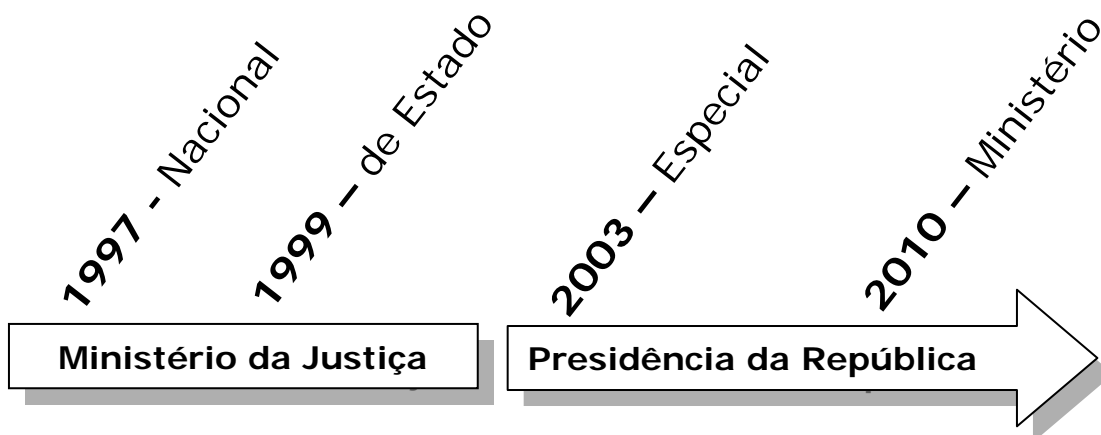 1997 - Nacional
1999 – de Estado
2003 – Especial
2010 – Ministério
Ministério da Justiça
Presidência da República